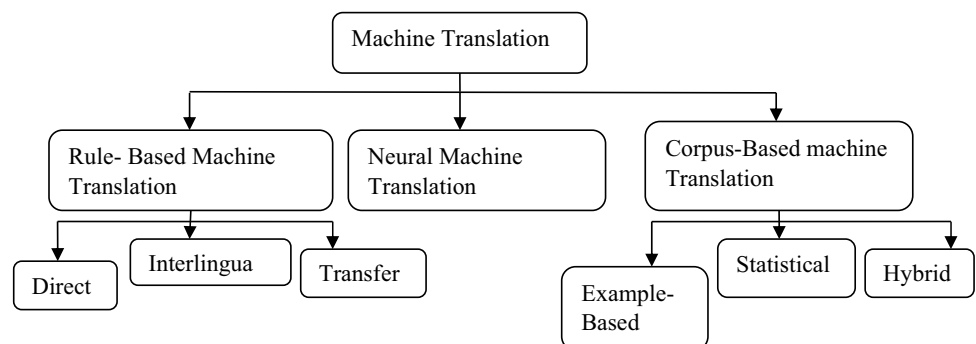 Machine Translation
Rule- Based Machine
Translation
Neural Machine
Translation
Corpus-Based machine
Translation
Direct
Interlingua
Transfer
Example-
Based
Statistical
Hybrid